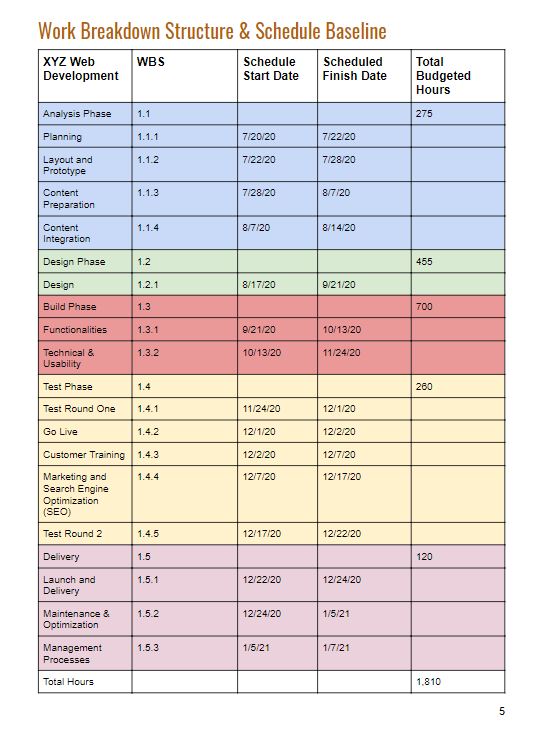 Work Breakdown Structure & Schedule Baseline
XYZ Web Development | WBS | Schedule Start Date | Scheduled Finish Date | Total Budgeted Hours
Analysis Phase | 1.1 | | | 275
Planning | 1.1.1 | 7/20/20 | 7/22/20
Layout and Prototype | 1.1.2 | 7/22/20 | 7/28/20
Content Preparation | 1.1.3 | 7/28/20 | 8/7/20
Content Integration | 1.1.4 | 8/7/20 | 8/14/20
Design Phase | 1.2 | | | 455
Design | 1.2.1 | 8/17/20 | 9/21/20
Build Phase | 1.3 | | | 700
Functionalities | 1.3.1 | 9/21/20 | 10/13/20
Technical & Usability | 1.3.2 | 10/13/20 | 11/24/20
Test Phase | 1.4 | | | 260
Test Round One | 1.4.1 | 11/24/20 | 12/1/20
Go Live | 1.4.2 | 12/1/20 | 12/2/20
Customer Training | 1.4.3 | 12/2/20 | 12/7/20
Marketing and Search Engine Optimization (SEO) | 1.4.4 | 12/7/20 | 12/17/20
Test Round 2 | 1.4.5 | 12/17/20 | 12/22/20
Delivery | 1.5 | | | 120
Launch and Delivery | 1.5.1 | 12/22/20 | 12/24/20
Maintenance & Optimization | 1.5.2 | 12/24/20 | 1/5/21
Management Processes | 1.5.3 | 1/5/21 | 1/7/21
Total Hours | | | | 1,810
5